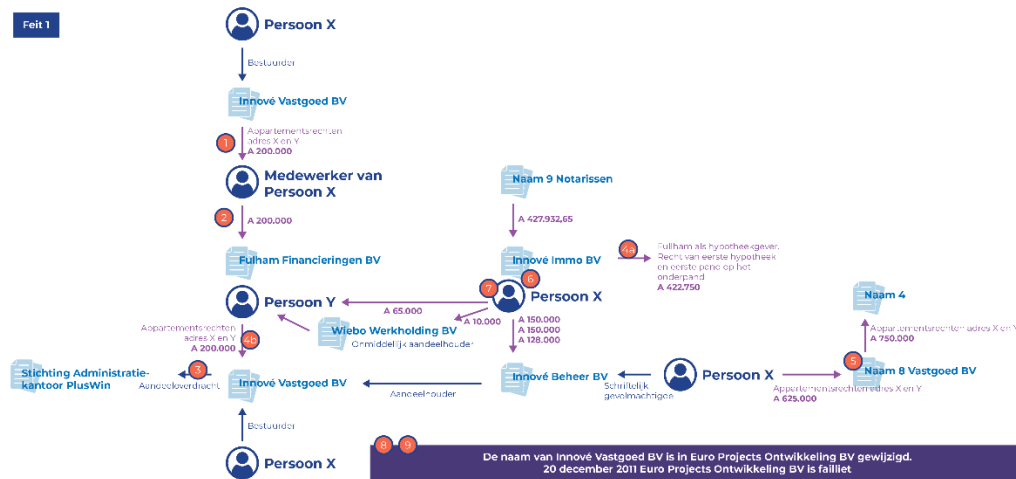 Feit 1
Persoon X
Bestuurder
Innové Vastgoed BV
1
Appartementsrechten
adres X en Y
A 200.000
Medewerker van
Persoon X
2
A 200.000
Fulham Financieringen BV
Naam 9 Notarissen
A 427.932,65
Innové Immo BV
4a
Fullham als hypotheekgever.
Recht van eerste hypotheek
en eerste pand op het
onderpand
A 422.750
6
7
Persoon X
Persoon Y
A 65.000
A 10.000
Wiebo Werkholding BV
Onmiddellijk aandeelhouder
A 150.000
A 150.000
A 128.000
Naam 4
Appartementsrechten adres X en Y
A 750.000
Appartementsrechten
adres X en Y
A 200.000
4b
Stichting Administratie-
kantoor PlusWin
3
Aandeeloverdracht
Innové Vastgoed BV
Aandeelhouder
Innové Beheer BV
Schriftelijk
gevolmachtigde
Persoon X
5
Naam 8 Vastgoed BV
Appartementsrechten adres X en Y
A 625.000
Bestuurder
Persoon X
8
9
De naam van Innové Vastgoed BV is in Euro Projects Ontwikkeling BV gewijzigd.
20 december 2011 Euro Projects Ontwikkeling BV is failliet